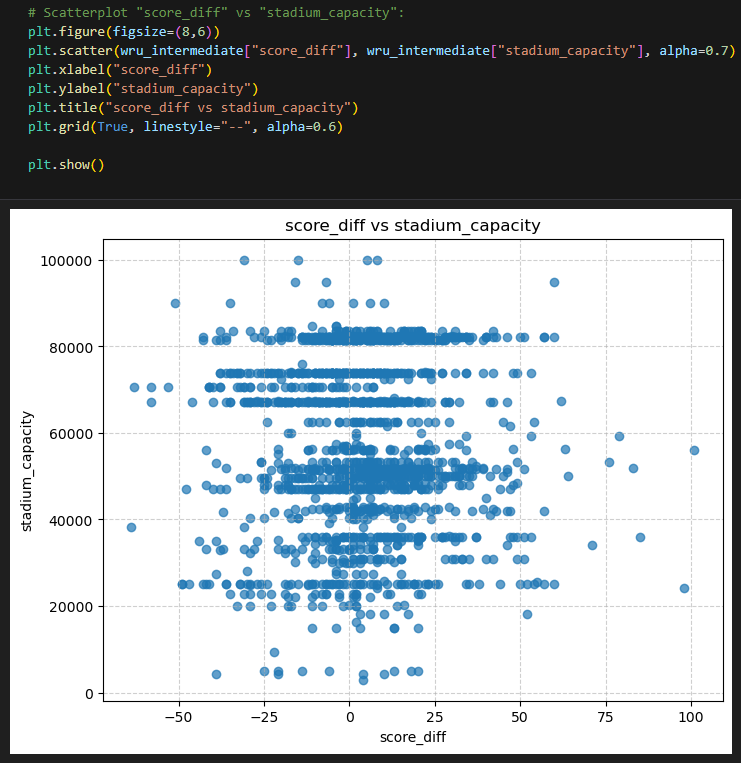 # Scatterplot "score_diff" vs "stadium_capacity":
plt.figure(figsize=(8,6))
plt.scatter(wru_intermediate["score_diff"], wru_intermediate["stadium_capacity"], alpha=0.7)
plt.xlabel("score_diff")
plt.ylabel("stadium_capacity")
plt.title("score_diff vs stadium_capacity")
plt.grid(True, linestyle="--", alpha=0.6)
plt.show()
score_diff vs stadium_capacity
100000
80000
60000
40000
20000
0
stadium_capacity
−50
−25
0
25
50
75
100
score_diff